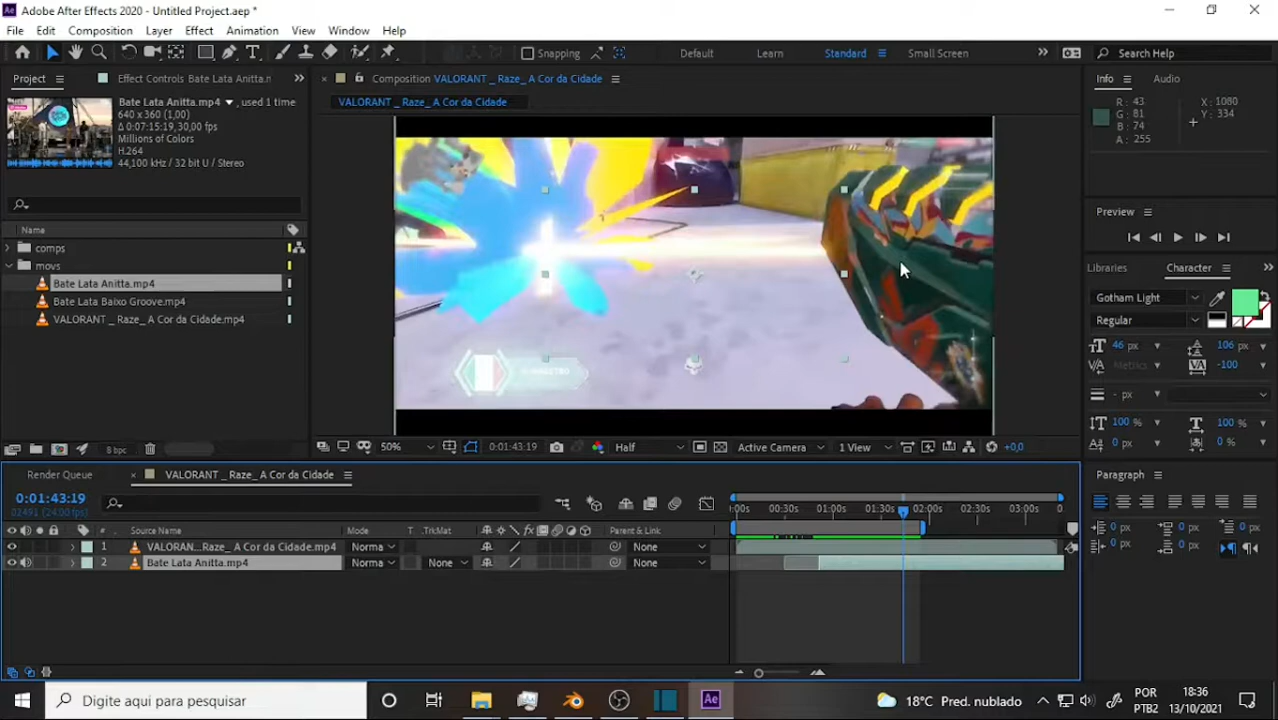 Adobe After Effects 2020 - Untitled Project.aep *
File Edit Composition Layer Effect Animation View Window Help
Snapping Default Learn Standard Small Screen Search Help
Project Effect Controls Bate Lata Anitta.n
Composition VALORANT _ Raze_ A Cor da Cidade
Info Audio
VALORANT _ Raze_ A Cor da Cidade
Bate Lata Anitta.mp4 , used 1 time
640 x 360 (1,00)
Δ 0:07:15:19, 30,00 fps
Millions of Colors
H.264
44,100 kHz / 32 bit U / Stereo
R : 43
G : 81
B : 74
A : 255
X : 1080
Y : 334
Preview
Name
comps
movs
Bate Lata Anitta.mp4
Bate Lata Baixo Groove.mp4
VALORANT _ Raze_ A Cor da Cidade.mp4
Libraries Character
Gotham Light
Regular
46 px 106 px
Metrics -100
- px
100 % 100 %
0 px 0 %
8 bpc
50% 0:01:43:19 Half Active Camera 1 View +0,0
Paragraph
0 px 0 px 0 px
0 px 0 px
Render Queue VALORANT _ Raze_ A Cor da Cidade
0:01:43:19
02491 (24.00 fps)
:00s 00:30s 01:00s 01:30s 02:00s 02:30s 03:00s 0
# Source Name Mode T .TrkMat Parent & Link
1 VALORAN...Raze_ A Cor da Cidade.mp4 Norma None
2 Bate Lata Anitta.mp4 Norma None None
Digite aqui para pesquisar
Ae
18°C Pred. nublado
POR
PTB2
18:36
13/10/2021